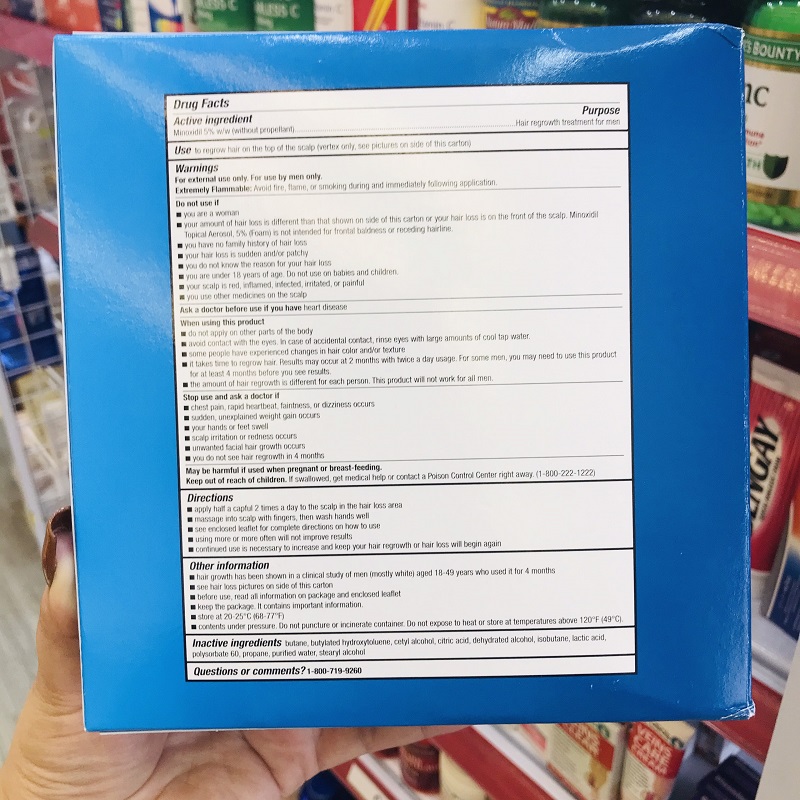 LESS C
LESS C
ES BOUNTY
NC
TH
NGAY
Drug Facts
Active ingredient Purpose
Minoxidil 5% w/w (without propellant) Hair regrowth treatment for men
Use to regrow hair on the top of the scalp (vertex only, see pictures on side of this carton)
Warnings
For external use only. For use by men only.
Extremely Flammable: Avoid fire, flame, or smoking during and immediately following application.
Do not use if
■ you are a woman
■ your amount of hair loss is different than that shown on side of this carton or your hair loss is on the front of the scalp. Minoxidil
Topical Aerosol, 5% (Foam) is not intended for frontal baldness or receding hairline.
■ you have no family history of hair loss
■ your hair loss is sudden and/or patchy
■ you do not know the reason for your hair loss
■ you are under 18 years of age. Do not use on babies and children.
■ your scalp is red, inflamed, infected, irritated, or painful
■ you use other medicines on the scalp
Ask a doctor before use if you have heart disease
When using this product
■ do not apply on other parts of the body
■ avoid contact with the eyes. In case of accidental contact, rinse eyes with large amounts of cool tap water.
■ some people have experienced changes in hair color and/or texture
■ it takes time to regrow hair. Results may occur at 2 months with twice a day usage. For some men, you may need to use this product
for at least 4 months before you see results.
■ the amount of hair regrowth is different for each person. This product will not work for all men.
Stop use and ask a doctor if
■ chest pain, rapid heartbeat, faintness, or dizziness occurs
■ sudden, unexplained weight gain occurs
■ your hands or feet swell
■ scalp irritation or redness occurs
■ unwanted facial hair growth occurs
■ you do not see hair regrowth in 4 months
May be harmful if used when pregnant or breast-feeding.
Keep out of reach of children. If swallowed, get medical help or contact a Poison Control Center right away. (1-800-222-1222)
Directions
■ apply half a capful 2 times a day to the scalp in the hair loss area
■ massage into scalp with fingers, then wash hands well
■ see enclosed leaflet for complete directions on how to use
■ using more or more often will not improve results
■ continued use is necessary to increase and keep your hair regrowth or hair loss will begin again
Other information
■ hair growth has been shown in a clinical study of men (mostly white) aged 18-49 years who used it for 4 months
■ see hair loss pictures on side of this carton
■ before use, read all information on package and enclosed leaflet
■ keep the package. It contains important information.
■ store at 20-25°C (68-77°F)
■ contents under pressure. Do not puncture or incinerate container. Do not expose to heat or store at temperatures above 120°F (49°C).
Inactive ingredients butane, butylated hydroxytoluene, cetyl alcohol, citric acid, dehydrated alcohol, isobutane, lactic acid,
polysorbate 60, propane, purified water, stearyl alcohol
Questions or comments? 1-800-719-9260